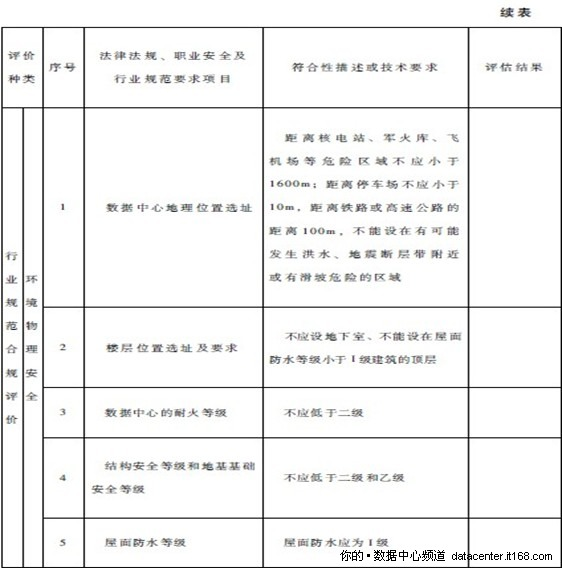 续表
评价
种类
序号
法律法规、职业安全及
行业规范要求项目
符合性描述或技术要求
评估结果
行业规范合规评价
环境物理安全
1
数据中心地理位置选址
距离核电站、军火库、飞
机场等危险区域不应小于
1600m；距离停车场不应小于
10m，距离铁路或高速公路的
距离100m，不能设在有可能
发生洪水、地震断层带附近
或有滑坡危险的区域
2
楼层位置选址及要求
不应设地下室、不能设在屋面
防水等级小于Ⅰ级建筑的顶层
3
数据中心的耐火等级
不应低于二级
4
结构安全等级和地基基础
安全等级
不应低于二级和乙级
5
屋面防水等级
屋面防水应为Ⅰ级
你的·数据中心频道 datacenter.it168.com